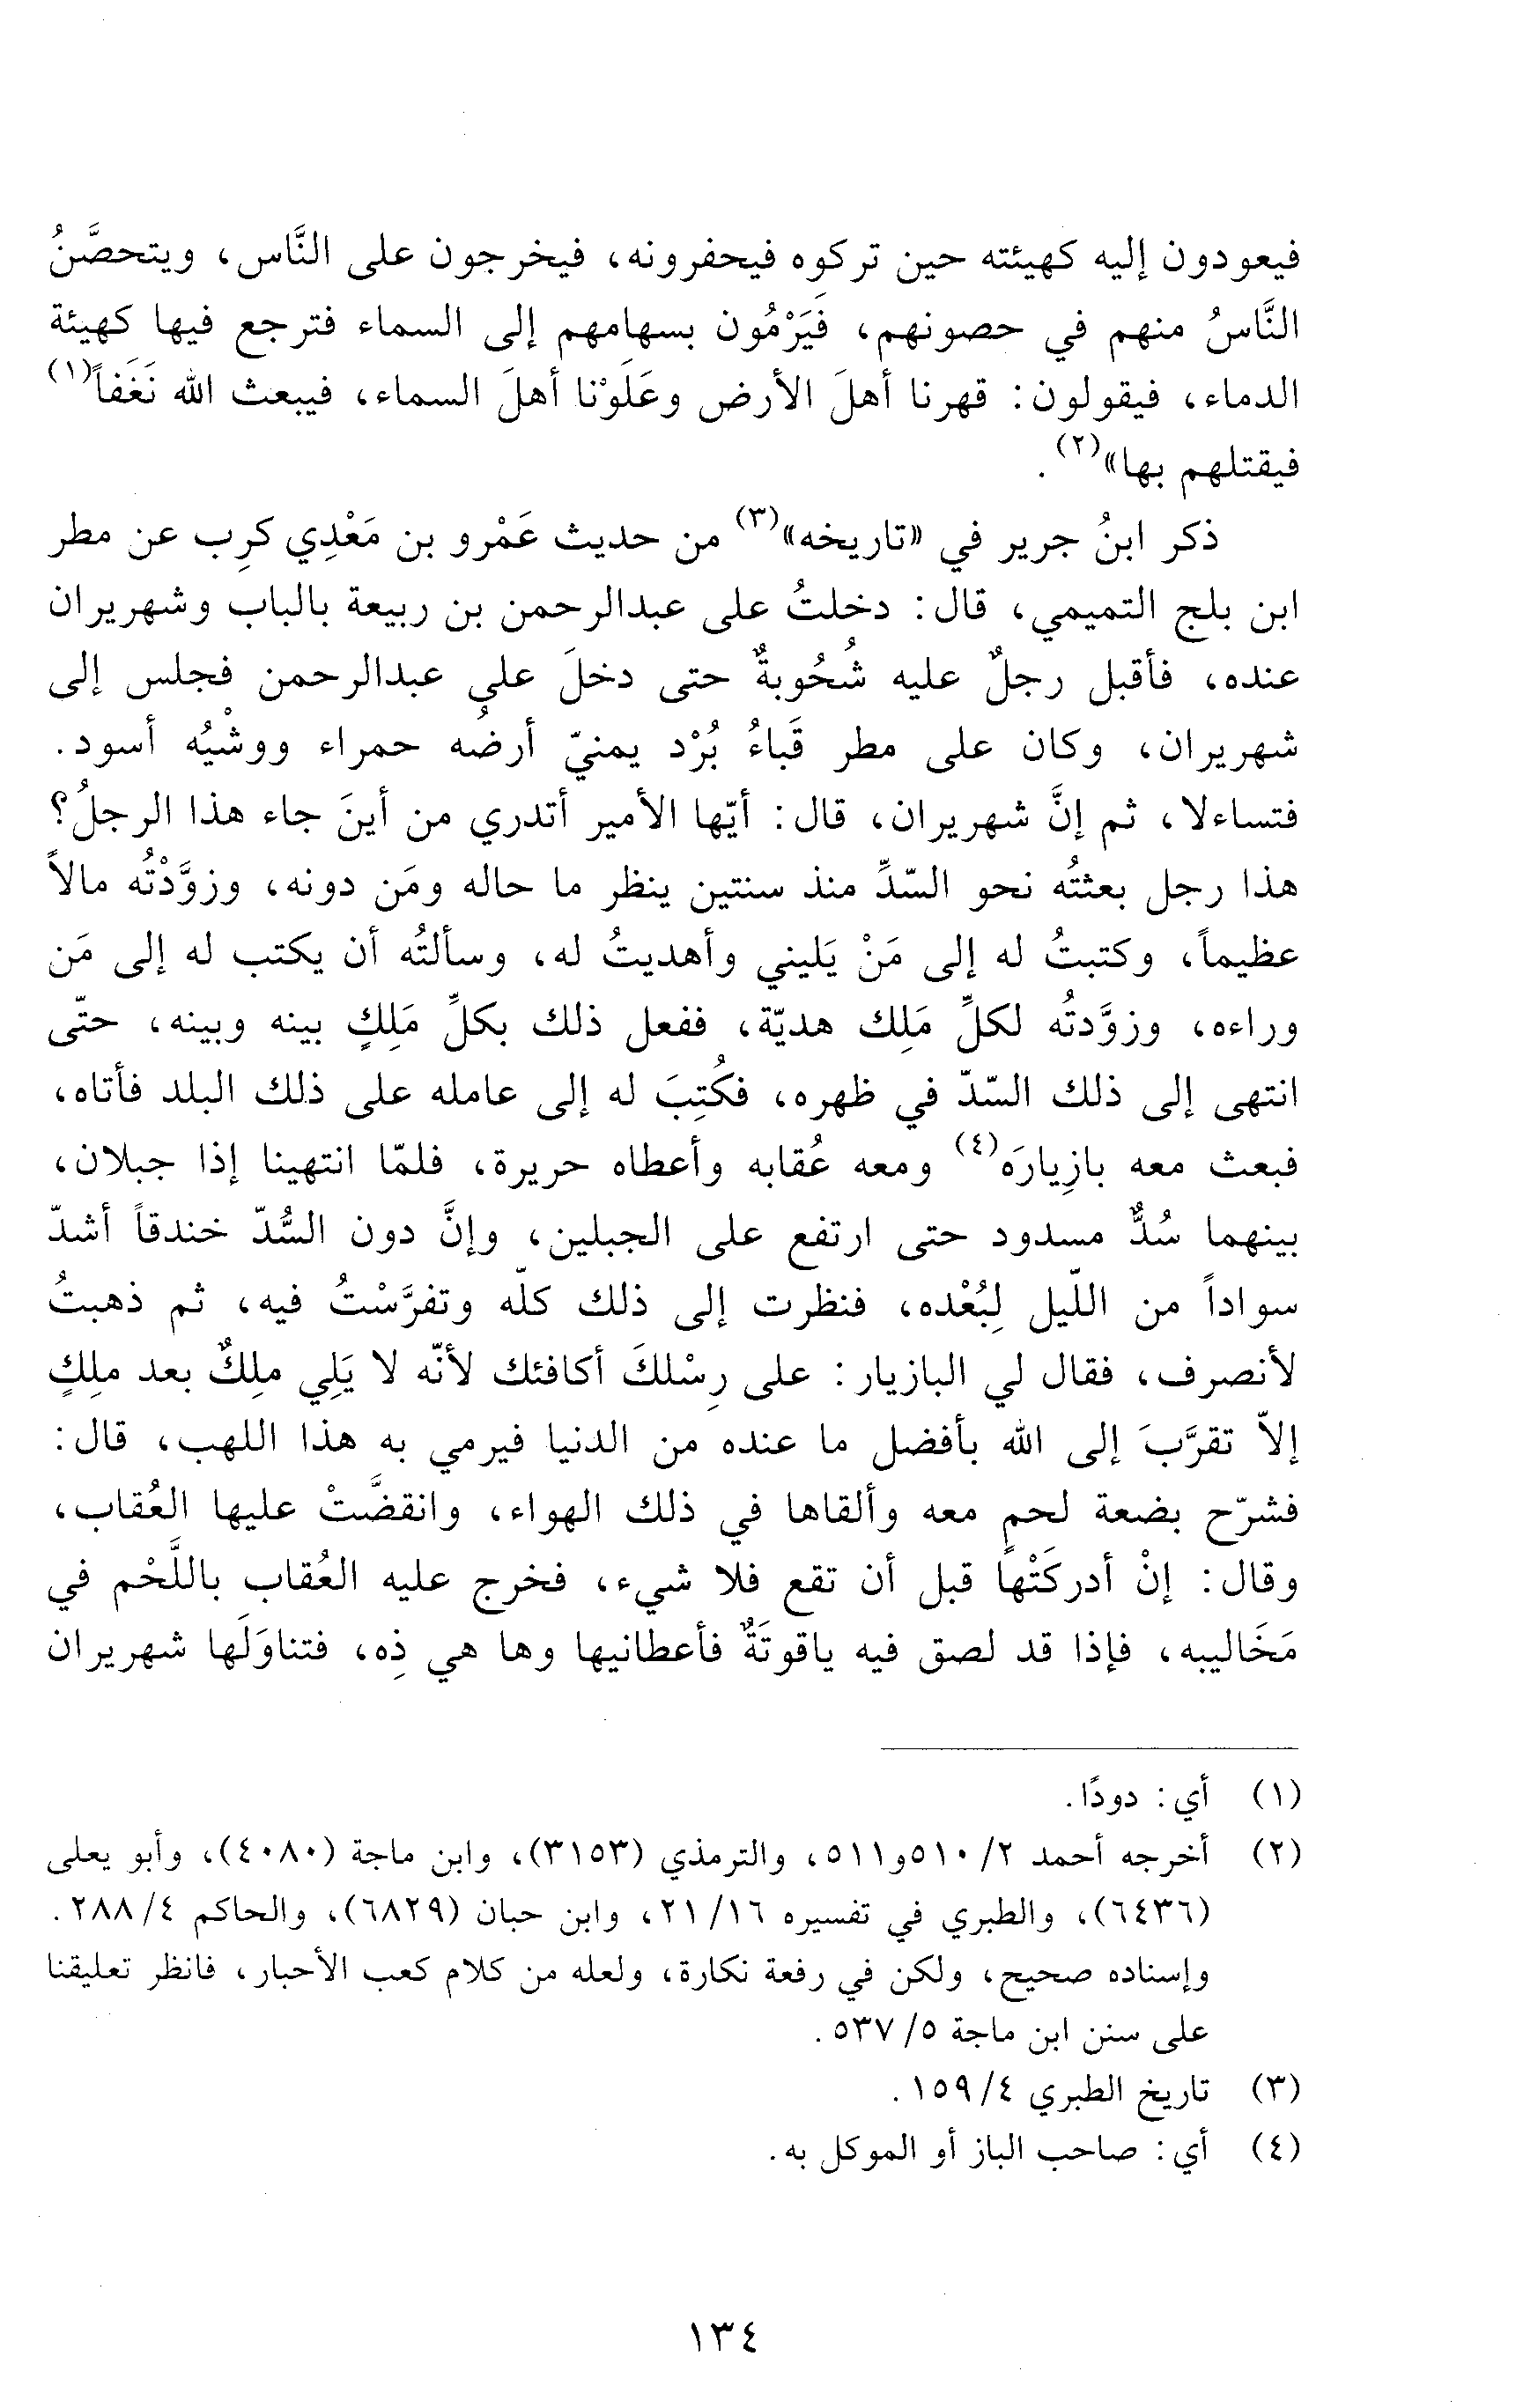 فيعودون إليه كهيئته حين تركوه فيحفرونه، فيخرجون على النَّاس، ويتحصَّنُ
النَّاسُ منهم في حصونهم، فَيَرْمُون بسهامهم إلى السماء فترجع فيها كهيئة
الدماء، فيقولون: قهرنا أهلَ الأرض وعَلَوْنا أهلَ السماء، فيبعث الله نَغَفاً(١)
فيقتلهم بها»(٢).
ذكر ابنُ جرير في «تاريخه»(٣) من حديث عَمْرو بن مَعْدِي كرِب عن مطر
ابن بلج التميمي، قال: دخلتُ على عبدالرحمن بن ربيعة بالباب وشهريران
عنده، فأقبل رجلٌ عليه شُحُوبةٌ حتى دخلَ على عبدالرحمن فجلس إلى
شهريران، وكان على مطر قَباءُ بُرْد يمنيّ أرضُه حمراء ووشْيُه أسود.
فتساءلا، ثم إنَّ شهريران، قال: أيّها الأمير أتدري من أينَ جاء هذا الرجلُ؟
هذا رجل بعثتُه نحو السّدِّ منذ سنتين ينظر ما حاله ومَن دونه، وزوَّدْتُه مالاً
عظيماً، وكتبتُ له إلى مَنْ يَليني وأهديتُ له، وسألتُه أن يكتب له إلى مَن
وراءه، وزوَّدتُه لكلِّ مَلِك هديّة، ففعل ذلك بكلِّ مَلِكٍ بينه وبينه، حتّى
انتهى إلى ذلك السّدّ في ظهره، فكُتِبَ له إلى عامله على ذلك البلد فأتاه،
فبعث معه بازِيارَه(٤) ومعه عُقابه وأعطاه حريرة، فلمّا انتهينا إذا جبلان،
بينهما سُدٌّ مسدود حتى ارتفع على الجبلين، وإنَّ دون السُّدّ خندقاً أشدّ
سواداً من اللّيل لِبُعْده، فنظرت إلى ذلك كلّه وتفرَّسْتُ فيه، ثم ذهبتُ
لأنصرف، فقال لي البازيار: على رِسْلكَ أكافئك لأنّه لا يَلِي ملِكٌ بعد ملِكٍ
إلاّ تقرَّبَ إلى الله بأفضل ما عنده من الدنيا فيرمي به هذا اللهب، قال:
فشرّح بضعة لحمٍ معه وألقاها في ذلك الهواء، وانقضَّتْ عليها العُقاب،
وقال: إنْ أدركَتْها قبل أن تقع فلا شيء، فخرج عليه العُقاب باللَّحْم في
مَخَاليبه، فإذا قد لصق فيه ياقوتَةٌ فأعطانيها وها هي ذِه، فتناوَلَها شهريران
(١) أي: دودًا.
(٢) أخرجه أحمد ٢/ ٥١٠و٥١١، والترمذي (٣١٥٣)، وابن ماجة (٤٠٨٠)، وأبو يعلى
(٦٤٣٦)، والطبري في تفسيره ١٦/ ٢١، وابن حبان (٦٨٢٩)، والحاكم ٤/ ٢٨٨.
وإسناده صحيح، ولكن في رفعة نكارة، ولعله من كلام كعب الأحبار، فانظر تعليقنا
على سنن ابن ماجة ٥/ ٥٣٧.
(٣) تاريخ الطبري ٤/ ١٥٩.
(٤) أي: صاحب الباز أو الموكل به.
١٣٤